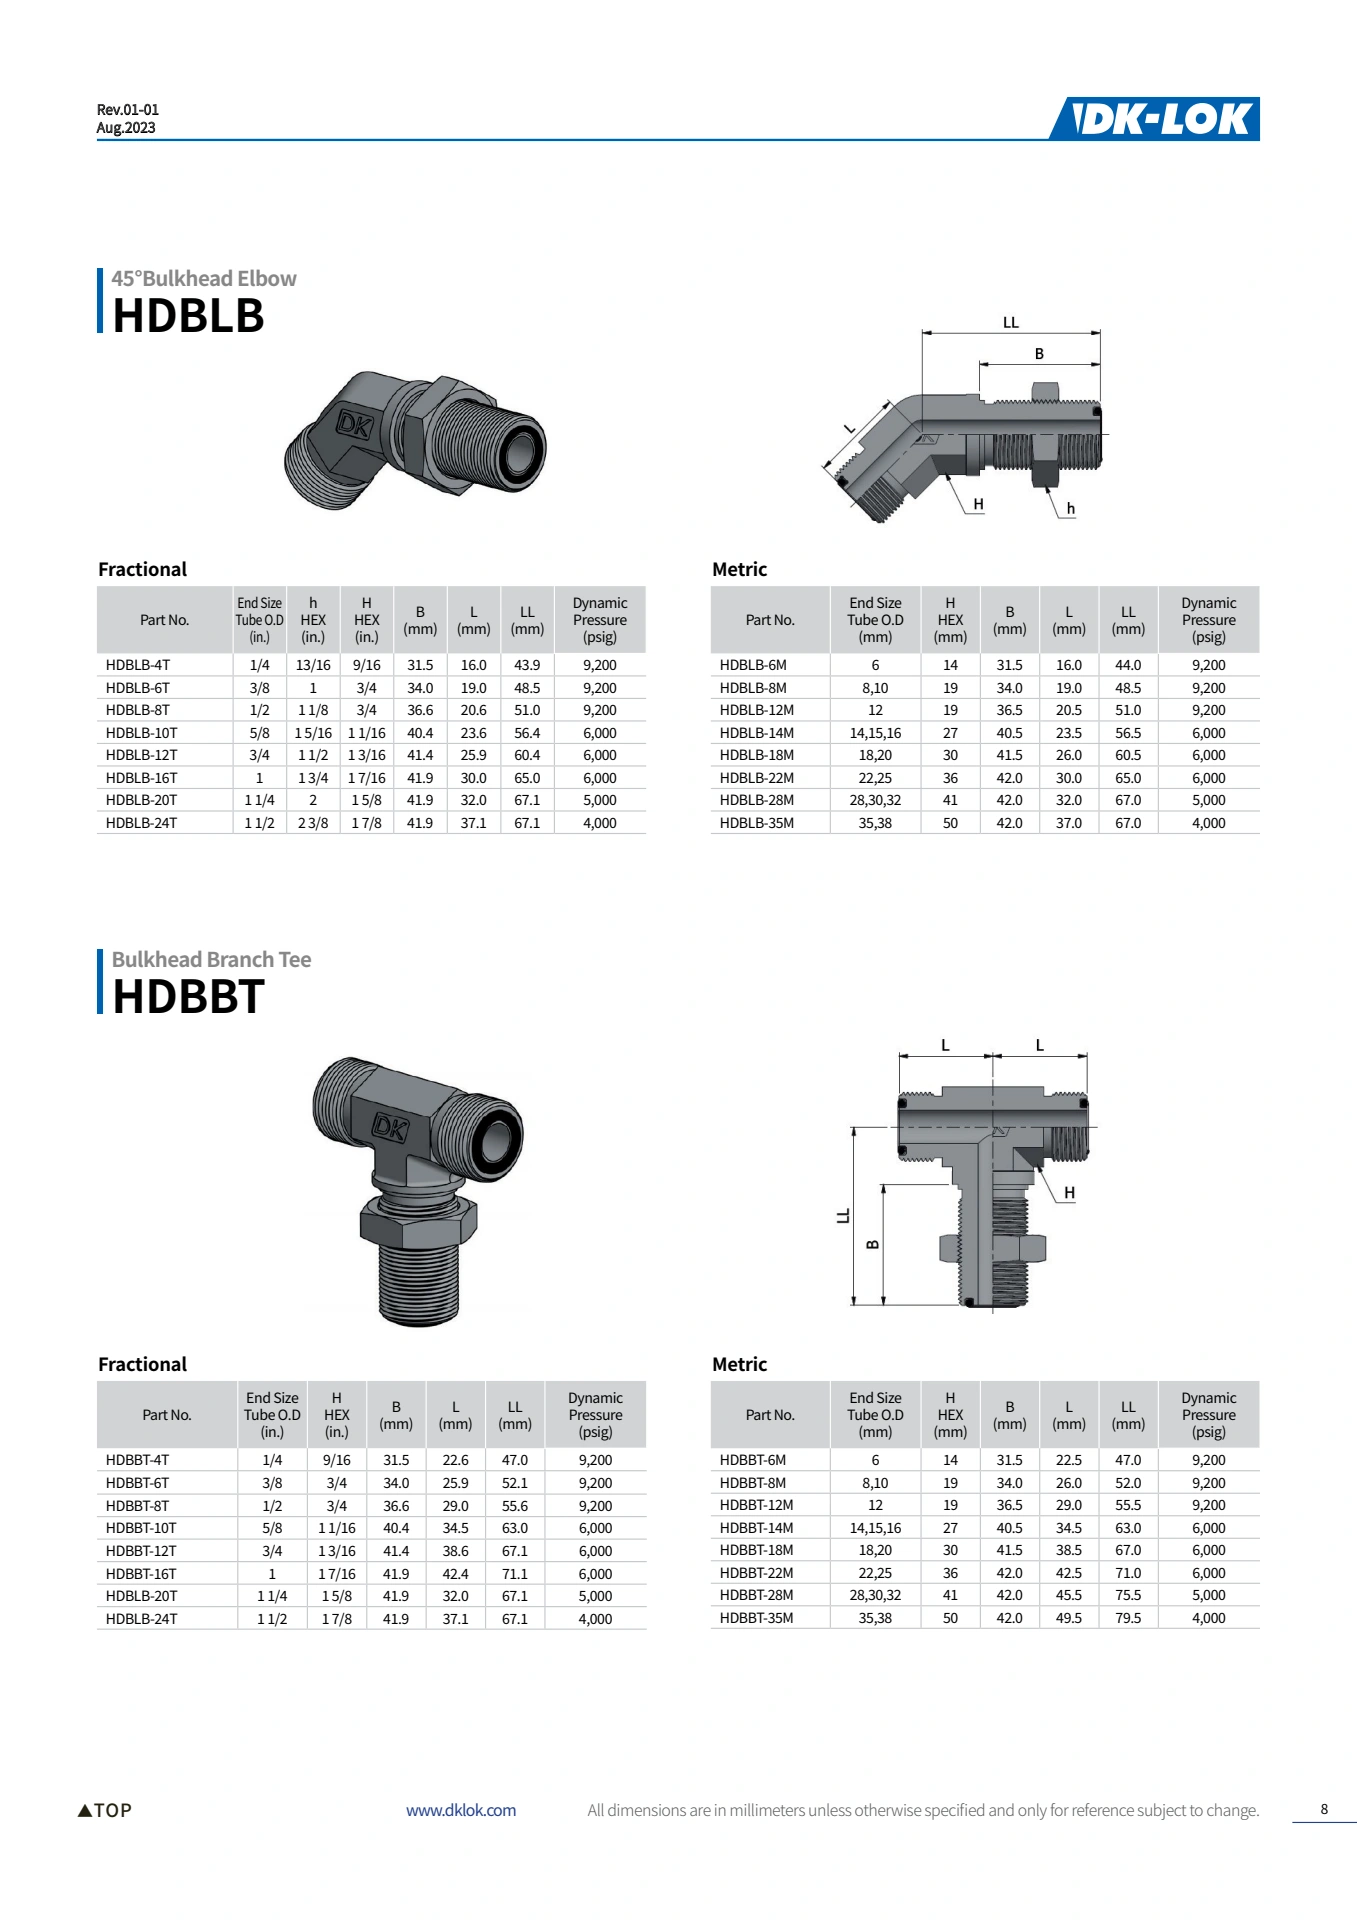 Rev.01-01
Aug.2023
DK-LOK
45°Bulkhead Elbow
HDBLB
DK
LL
B
L
H
h
Fractional
Part No. End Size Tube O.D (in.) h HEX (in.) H HEX (in.) B (mm) L (mm) LL (mm) Dynamic Pressure (psig)
HDBLB-4T 1/4 13/16 9/16 31.5 16.0 43.9 9,200
HDBLB-6T 3/8 1 3/4 34.0 19.0 48.5 9,200
HDBLB-8T 1/2 1 1/8 3/4 36.6 20.6 51.0 9,200
HDBLB-10T 5/8 1 5/16 1 1/16 40.4 23.6 56.4 6,000
HDBLB-12T 3/4 1 1/2 1 3/16 41.4 25.9 60.4 6,000
HDBLB-16T 1 1 3/4 1 7/16 41.9 30.0 65.0 6,000
HDBLB-20T 1 1/4 2 1 5/8 41.9 32.0 67.1 5,000
HDBLB-24T 1 1/2 2 3/8 1 7/8 41.9 37.1 67.1 4,000
Metric
Part No. End Size Tube O.D (mm) H HEX (mm) B (mm) L (mm) LL (mm) Dynamic Pressure (psig)
HDBLB-6M 6 14 31.5 16.0 44.0 9,200
HDBLB-8M 8,10 19 34.0 19.0 48.5 9,200
HDBLB-12M 12 19 36.5 20.5 51.0 9,200
HDBLB-14M 14,15,16 27 40.5 23.5 56.5 6,000
HDBLB-18M 18,20 30 41.5 26.0 60.5 6,000
HDBLB-22M 22,25 36 42.0 30.0 65.0 6,000
HDBLB-28M 28,30,32 41 42.0 32.0 67.0 5,000
HDBLB-35M 35,38 50 42.0 37.0 67.0 4,000
Bulkhead Branch Tee
HDBBT
DK
L L
H
LL
B
Fractional
Part No. End Size Tube O.D (in.) H HEX (in.) B (mm) L (mm) LL (mm) Dynamic Pressure (psig)
HDBBT-4T 1/4 9/16 31.5 22.6 47.0 9,200
HDBBT-6T 3/8 3/4 34.0 25.9 52.1 9,200
HDBBT-8T 1/2 3/4 36.6 29.0 55.6 9,200
HDBBT-10T 5/8 1 1/16 40.4 34.5 63.0 6,000
HDBBT-12T 3/4 1 3/16 41.4 38.6 67.1 6,000
HDBBT-16T 1 1 7/16 41.9 42.4 71.1 6,000
HDBLB-20T 1 1/4 1 5/8 41.9 32.0 67.1 5,000
HDBLB-24T 1 1/2 1 7/8 41.9 37.1 67.1 4,000
Metric
Part No. End Size Tube O.D (mm) H HEX (mm) B (mm) L (mm) LL (mm) Dynamic Pressure (psig)
HDBBT-6M 6 14 31.5 22.5 47.0 9,200
HDBBT-8M 8,10 19 34.0 26.0 52.0 9,200
HDBBT-12M 12 19 36.5 29.0 55.5 9,200
HDBBT-14M 14,15,16 27 40.5 34.5 63.0 6,000
HDBBT-18M 18,20 30 41.5 38.5 67.0 6,000
HDBBT-22M 22,25 36 42.0 42.5 71.0 6,000
HDBBT-28M 28,30,32 41 42.0 45.5 75.5 5,000
HDBBT-35M 35,38 50 42.0 49.5 79.5 4,000
▲TOP
www.dklok.com
All dimensions are in millimeters unless otherwise specified and only for reference subject to change.
8